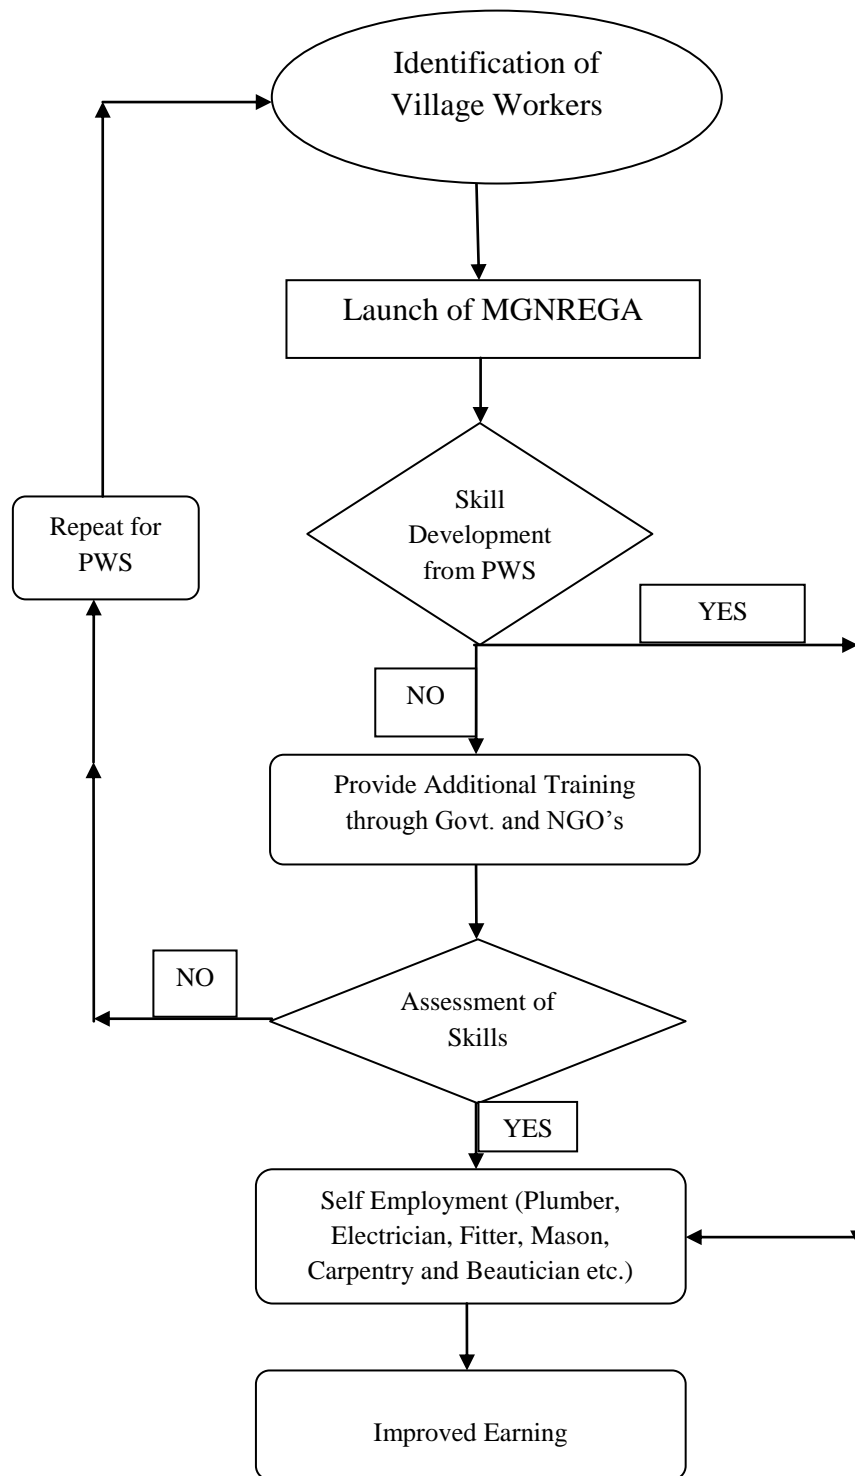 Identification of
Village Workers
Launch of MGNREGA
Skill
Development
from PWS
Repeat for
PWS
YES
NO
Provide Additional Training
through Govt. and NGO’s
NO
Assessment of
Skills
YES
Self Employment (Plumber,
Electrician, Fitter, Mason,
Carpentry and Beautician etc.)
Improved Earning